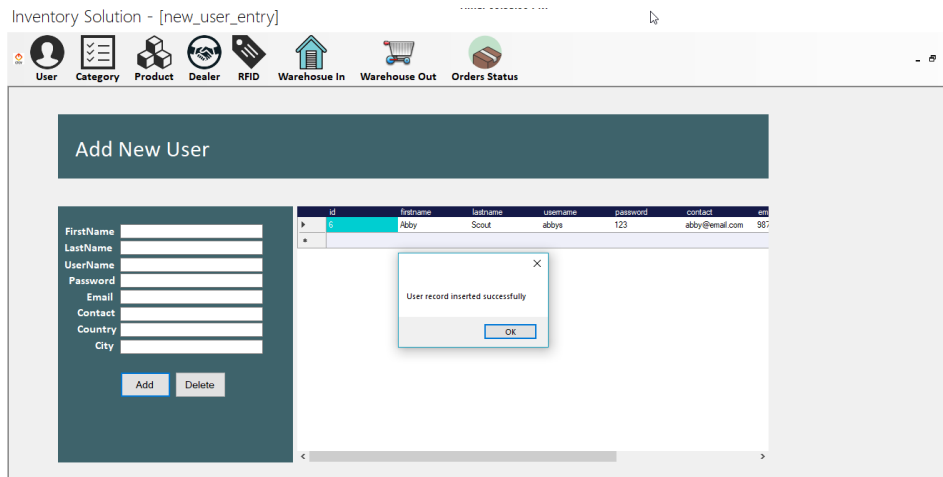 Inventory Solution - [new_user_entry]
User Category Product Dealer RFID Warehosue In Warehouse Out Orders Status
Add New User
id firstname lastname username password contact em
6 Abby Scout abbys 123 abby@email.com 987
FirstName
LastName
UserName
Password
Email
Contact
Country
City
Add Delete
User record inserted successfully
OK